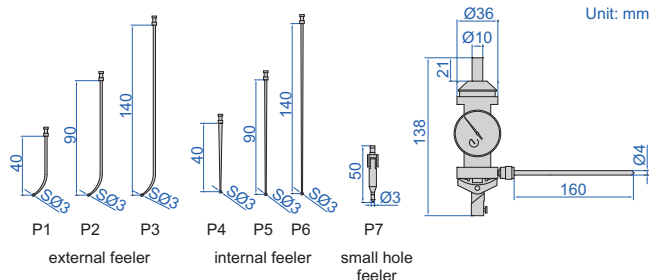 Unit: mm
Ø36
Ø10
21
138
Ø4
160
40
SØ3
90
SØ3
140
SØ3
40
SØ3
90
SØ3
140
SØ3
50
Ø3
P1 P2 P3 P4 P5 P6 P7
external feeler internal feeler small hole
feeler